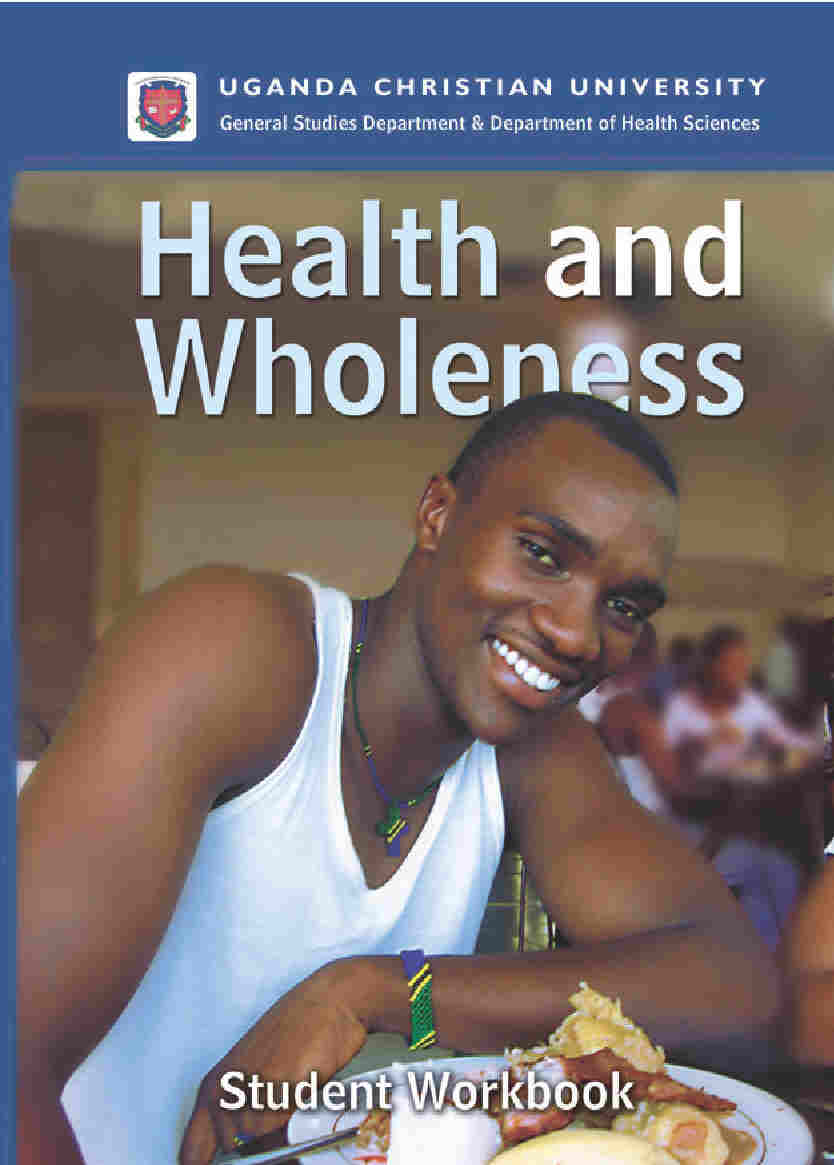 UGANDA CHRISTIAN UNIVERSITY
General Studies Department & Department of Health Sciences
Health and
Wholeness
Student Workbook